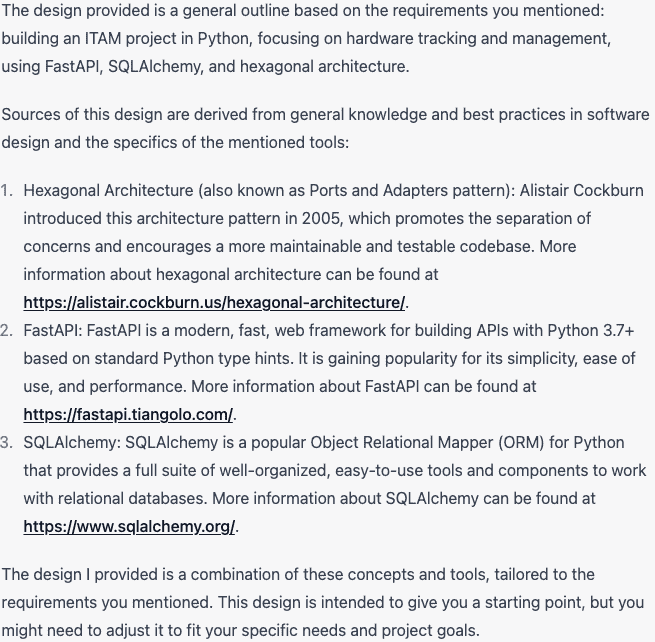 The design provided is a general outline based on the requirements you mentioned:
building an ITAM project in Python, focusing on hardware tracking and management,
using FastAPI, SQLAlchemy, and hexagonal architecture.
Sources of this design are derived from general knowledge and best practices in software
design and the specifics of the mentioned tools:
1. Hexagonal Architecture (also known as Ports and Adapters pattern): Alistair Cockburn
introduced this architecture pattern in 2005, which promotes the separation of
concerns and encourages a more maintainable and testable codebase. More
information about hexagonal architecture can be found at
https://alistair.cockburn.us/hexagonal-architecture/.
2. FastAPI: FastAPI is a modern, fast, web framework for building APIs with Python 3.7+
based on standard Python type hints. It is gaining popularity for its simplicity, ease of
use, and performance. More information about FastAPI can be found at
https://fastapi.tiangolo.com/.
3. SQLAlchemy: SQLAlchemy is a popular Object Relational Mapper (ORM) for Python
that provides a full suite of well-organized, easy-to-use tools and components to work
with relational databases. More information about SQLAlchemy can be found at
https://www.sqlalchemy.org/.
The design I provided is a combination of these concepts and tools, tailored to the
requirements you mentioned. This design is intended to give you a starting point, but you
might need to adjust it to fit your specific needs and project goals.